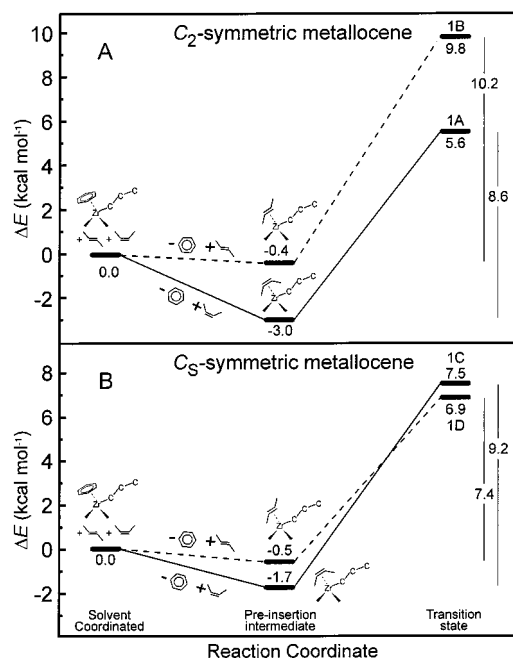 C₂-symmetric metallocene
A
10
8
6
4
2
0
-2
ΔE (kcal mol⁻¹)
1B
9.8
10.2
1A
5.6
8.6
Zr C C C
+ +
0.0
- +
Zr C C C
-0.4
- +
Zr C C C
-3.0
CS-symmetric metallocene
B
8
6
4
2
0
-2
ΔE (kcal mol⁻¹)
1C
7.5
6.9
1D
9.2
7.4
Zr C C C
+ +
0.0
- +
Zr C C C
-0.5
-1.7
- +
Zr C C C
Solvent
Coordinated
Pre-insertion
intermediate
Transition
state
Reaction Coordinate